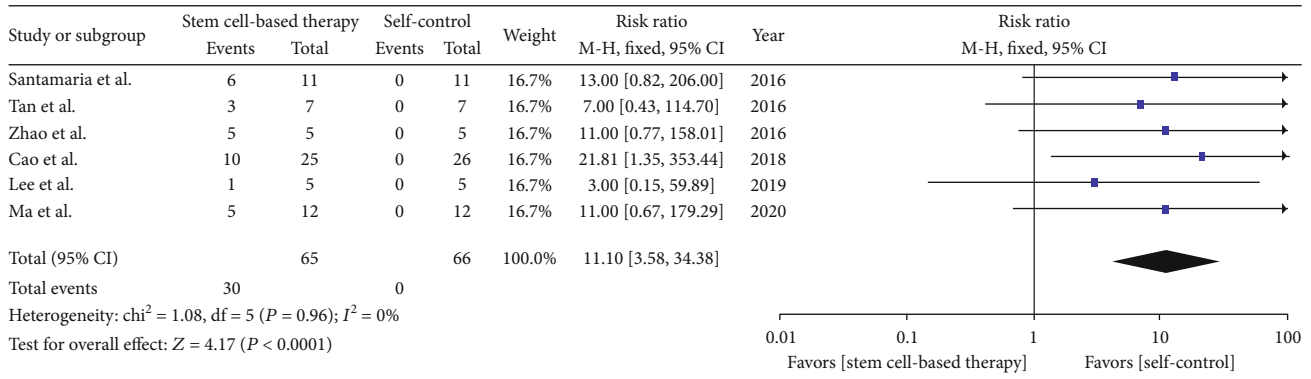 Study or subgroup Stem cell-based therapy Self-control Weight Risk ratio Year Risk ratio
Events Total Events Total M-H, fixed, 95% CI M-H, fixed, 95% CI
Santamaria et al. 6 11 0 11 16.7% 13.00 [0.82, 206.00] 2016
Tan et al. 3 7 0 7 16.7% 7.00 [0.43, 114.70] 2016
Zhao et al. 5 5 0 5 16.7% 11.00 [0.77, 158.01] 2016
Cao et al. 10 25 0 26 16.7% 21.81 [1.35, 353.44] 2018
Lee et al. 1 5 0 5 16.7% 3.00 [0.15, 59.89] 2019
Ma et al. 5 12 0 12 16.7% 11.00 [0.67, 179.29] 2020
Total (95% CI) 65 66 100.0% 11.10 [3.58, 34.38]
Total events 30 0
Heterogeneity: chi² = 1.08, df = 5 (P = 0.96); I² = 0%
Test for overall effect: Z = 4.17 (P < 0.0001)
0.01 0.1 1 10 100
Favors [stem cell-based therapy] Favors [self-control]